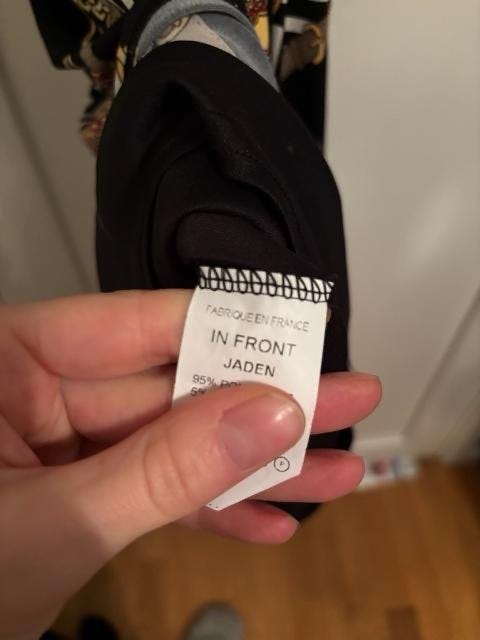 FABRIQUE EN FRANCE
IN FRONT
JADEN
95%
5%